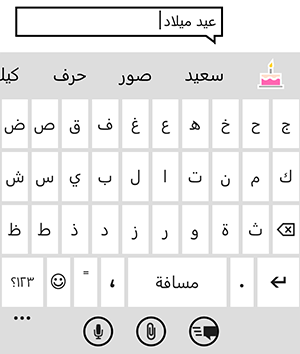 عيد ميلاد
سعيد صور حرف كيك
ج ح خ ه ع غ ف ق ص ض
ك م ن ت ا ل ب ي س ش
ث ة و ر ز د ذ ط ظ
. مسافة ، = ١٢٣؟